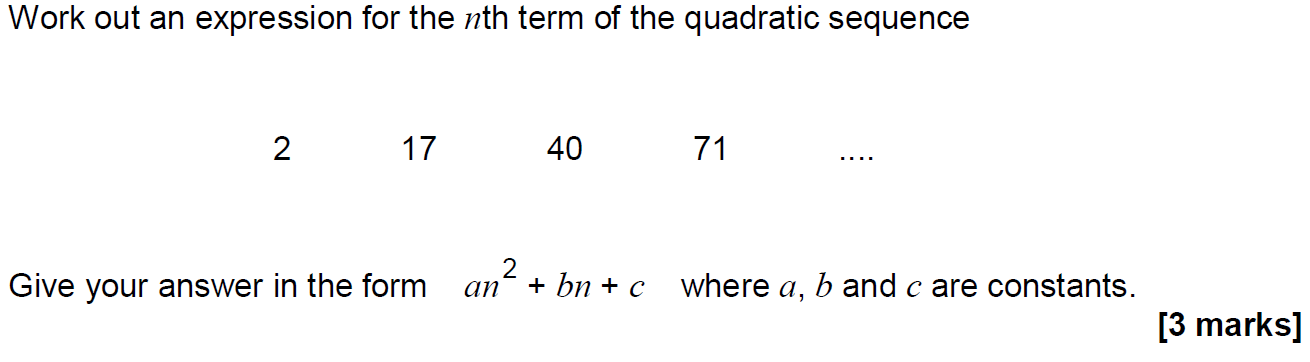 Work out an expression for the nth term of the quadratic sequence
2 17 40 71 ....
Give your answer in the form an² + bn + c where a, b and c are constants.
[3 marks]